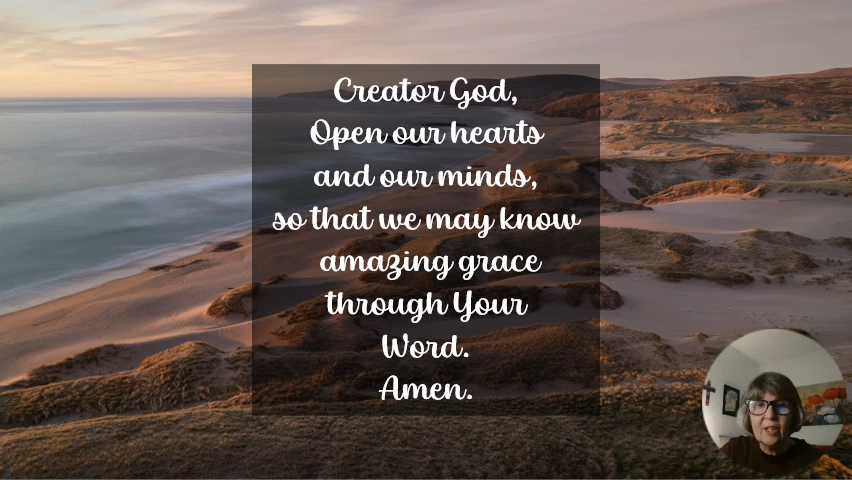 Creator God,
Open our hearts
and our minds,
so that we may know
amazing grace
through Your
Word.
Amen.